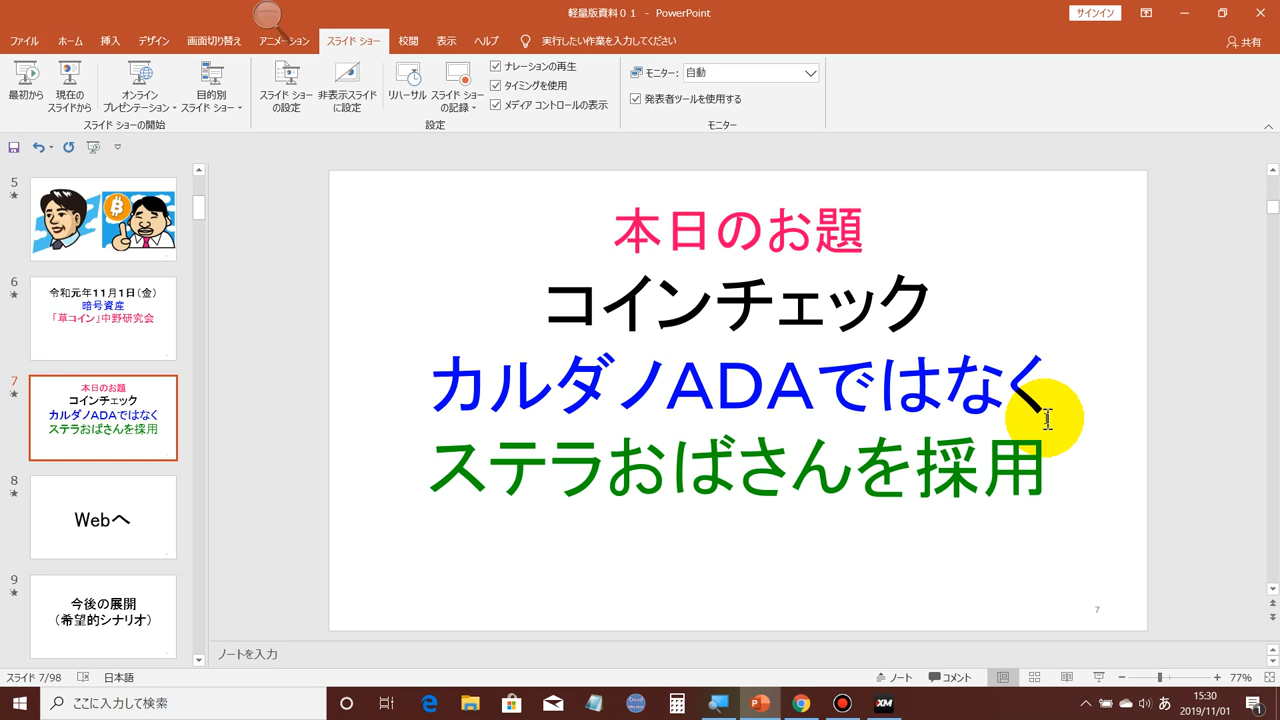 軽量版資料０１ - PowerPoint
サインイン
ファイル ホーム 挿入 デザイン 画面切り替え アニメーション スライド ショー 校閲 表示 ヘルプ 実行したい作業を入力してください 共有
最初から
現在の
スライドから
オンライン
プレゼンテーション
目的別
スライド ショー
スライド ショーの開始
スライド ショー
の設定
非表示スライド
に設定
リハーサル
スライド ショー
の記録
ナレーションの再生
タイミングを使用
メディア コントロールの表示
設定
モニター: 自動
発表者ツールを使用する
モニター
5
6
令和元年11月1日(金)
暗号資産
「草コイン」中野研究会
7
本日のお題
コインチェック
カルダノADAではなく
ステラおばさんを採用
8
Webへ
9
今後の展開
（希望的シナリオ）
本日のお題
コインチェック
カルダノADAではなく
ステラおばさんを採用
7
ノートを入力
スライド 7/98 日本語 ノート コメント 77%
ここに入力して検索
あ
15:30
2019/11/01
1